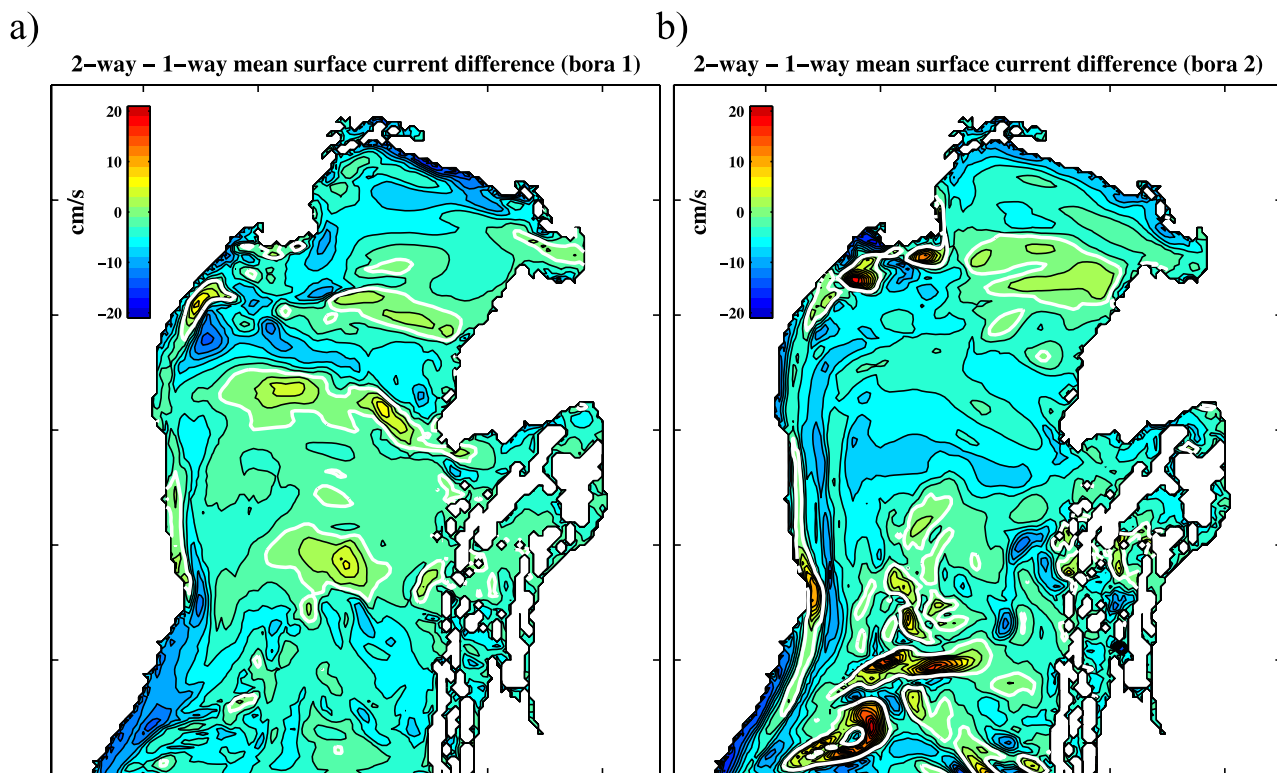 a)
2−way − 1−way mean surface current difference (bora 1)
20
10
0
−10
−20
cm/s
b)
2−way − 1−way mean surface current difference (bora 2)
20
10
0
−10
−20
cm/s